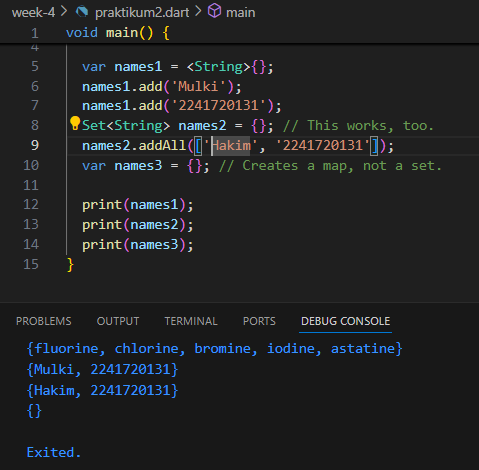 week-4 > praktikum2.dart > main
1 void main() {
4
5 var names1 = <String>{};
6 names1.add('Mulki');
7 names1.add('2241720131');
8 Set<String> names2 = {}; // This works, too.
9 names2.addAll(['Hakim', '2241720131']);
10 var names3 = {}; // Creates a map, not a set.
11
12 print(names1);
13 print(names2);
14 print(names3);
15 }
PROBLEMS OUTPUT TERMINAL PORTS DEBUG CONSOLE
{fluorine, chlorine, bromine, iodine, astatine}
{Mulki, 2241720131}
{Hakim, 2241720131}
{}
Exited.